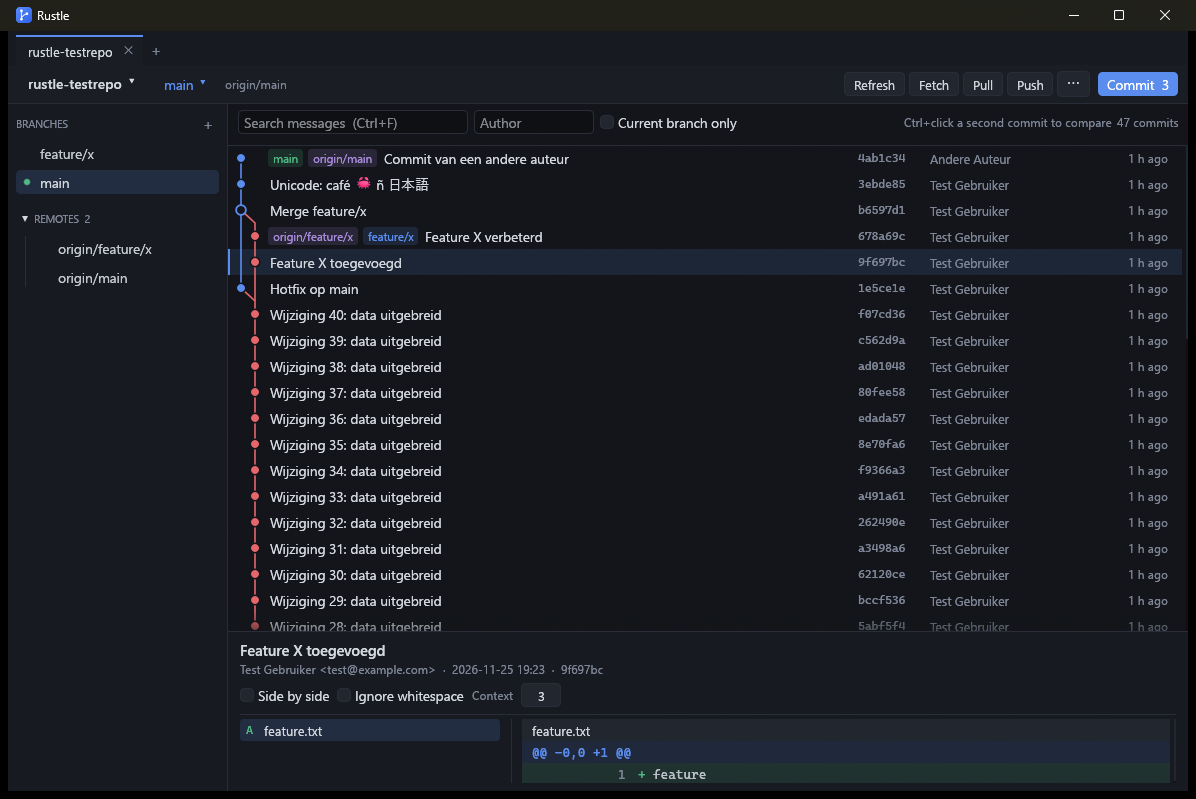 Rustle
rustle-testrepo
rustle-testrepo main origin/main Refresh Fetch Pull Push ... Commit 3
BRANCHES +
feature/x
main
REMOTES 2
origin/feature/x
origin/main
Search messages (Ctrl+F) Author Current branch only Ctrl+click a second commit to compare 47 commits
main origin/main Commit van een andere auteur 4ab1c34 Andere Auteur 1 h ago
Unicode: café 🦀 ñ 日本語 3ebde85 Test Gebruiker 1 h ago
Merge feature/x b6597d1 Test Gebruiker 1 h ago
origin/feature/x feature/x Feature X verbeterd 678a69c Test Gebruiker 1 h ago
Feature X toegevoegd 9f697bc Test Gebruiker 1 h ago
Hotfix op main 1e5ce1e Test Gebruiker 1 h ago
Wijziging 40: data uitgebreid f07cd36 Test Gebruiker 1 h ago
Wijziging 39: data uitgebreid c562d9a Test Gebruiker 1 h ago
Wijziging 38: data uitgebreid ad01048 Test Gebruiker 1 h ago
Wijziging 37: data uitgebreid 80fee58 Test Gebruiker 1 h ago
Wijziging 36: data uitgebreid edada57 Test Gebruiker 1 h ago
Wijziging 35: data uitgebreid 8e70fa6 Test Gebruiker 1 h ago
Wijziging 34: data uitgebreid f9366a3 Test Gebruiker 1 h ago
Wijziging 33: data uitgebreid a491a61 Test Gebruiker 1 h ago
Wijziging 32: data uitgebreid 262490e Test Gebruiker 1 h ago
Wijziging 31: data uitgebreid a3498a6 Test Gebruiker 1 h ago
Wijziging 30: data uitgebreid 62120ce Test Gebruiker 1 h ago
Wijziging 29: data uitgebreid bccf536 Test Gebruiker 1 h ago
Wijziging 28: data uitgebreid 5abf5f4 Test Gebruiker 1 h ago
Feature X toegevoegd
Test Gebruiker <test@example.com> · 2026-11-25 19:23 · 9f697bc
Side by side Ignore whitespace Context 3
A feature.txt
feature.txt
@@ -0,0 +1 @@
1 + feature